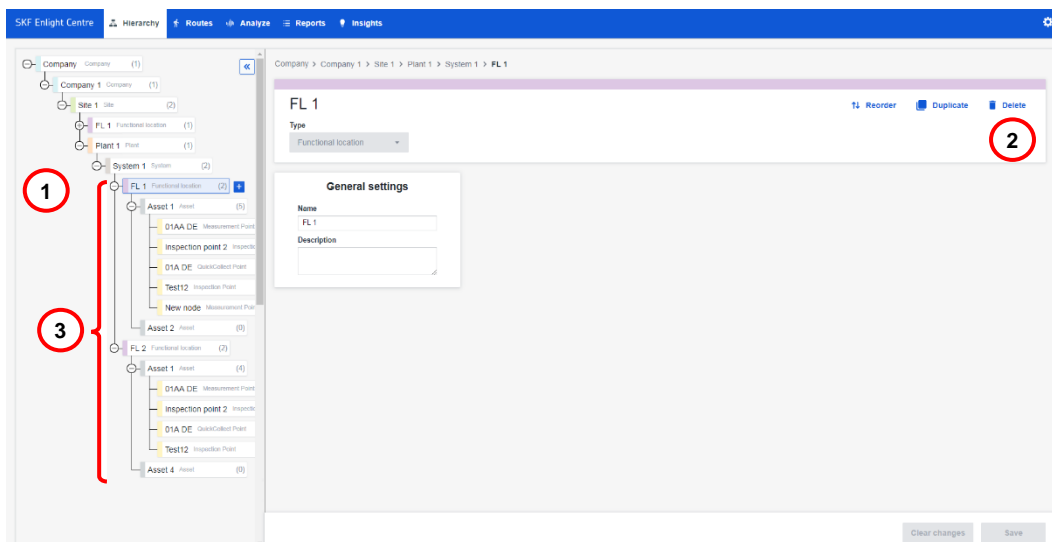 SKF Enlight Centre Hierarchy Routes Analyze Reports Insights
Company Company (1)
Company 1 Company (1)
Site 1 Site (2)
FL 1 Functional location (1)
Plant 1 Plant (1)
System 1 System (2)
1
FL 1 Functional location (2) +
Asset 1 Asset (5)
01AA DE Measurement Point
Inspection point 2 Inspectio
01A DE QuickCollect Point
Test12 Inspection Point
New node Measurement Poin
Asset 2 Asset (0)
3
FL 2 Functional location (2)
Asset 1 Asset (4)
01AA DE Measurement Point
Inspection point 2 Inspectio
01A DE QuickCollect Point
Test12 Inspection Point
Asset 4 Asset (0)
Company > Company 1 > Site 1 > Plant 1 > System 1 > FL 1
FL 1 Reorder Duplicate Delete
Type
Functional location
2
General settings
Name
FL 1
Description
Clear changes Save